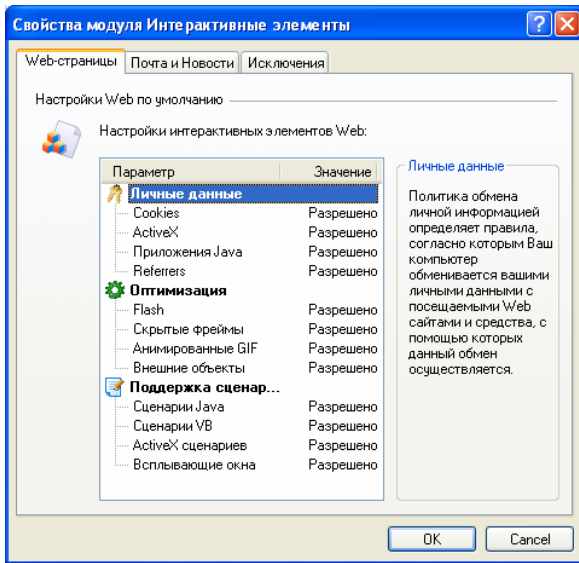 Свойства модуля Интерактивные элементы
Web-страницы Почта и Новости Исключения
Настройки Web по умолчанию
Настройки интерактивных элементов Web:
Параметр Значение
Личные данные
Cookies Разрешено
ActiveX Разрешено
Приложения Java Разрешено
Referrers Разрешено
Оптимизация
Flash Разрешено
Скрытые фреймы Разрешено
Анимированные GIF Разрешено
Внешние объекты Разрешено
Поддержка сценар...
Сценарии Java Разрешено
Сценарии VB Разрешено
ActiveX сценариев Разрешено
Всплывающие окна Разрешено
Личные данные
Политика обмена
личной информацией
определяет правила,
согласно которым Ваш
компьютер
обменивается вашими
личными данными с
посещаемыми Web
сайтами и средства, с
помощью которых
данный обмен
осуществляется.
OK Cancel